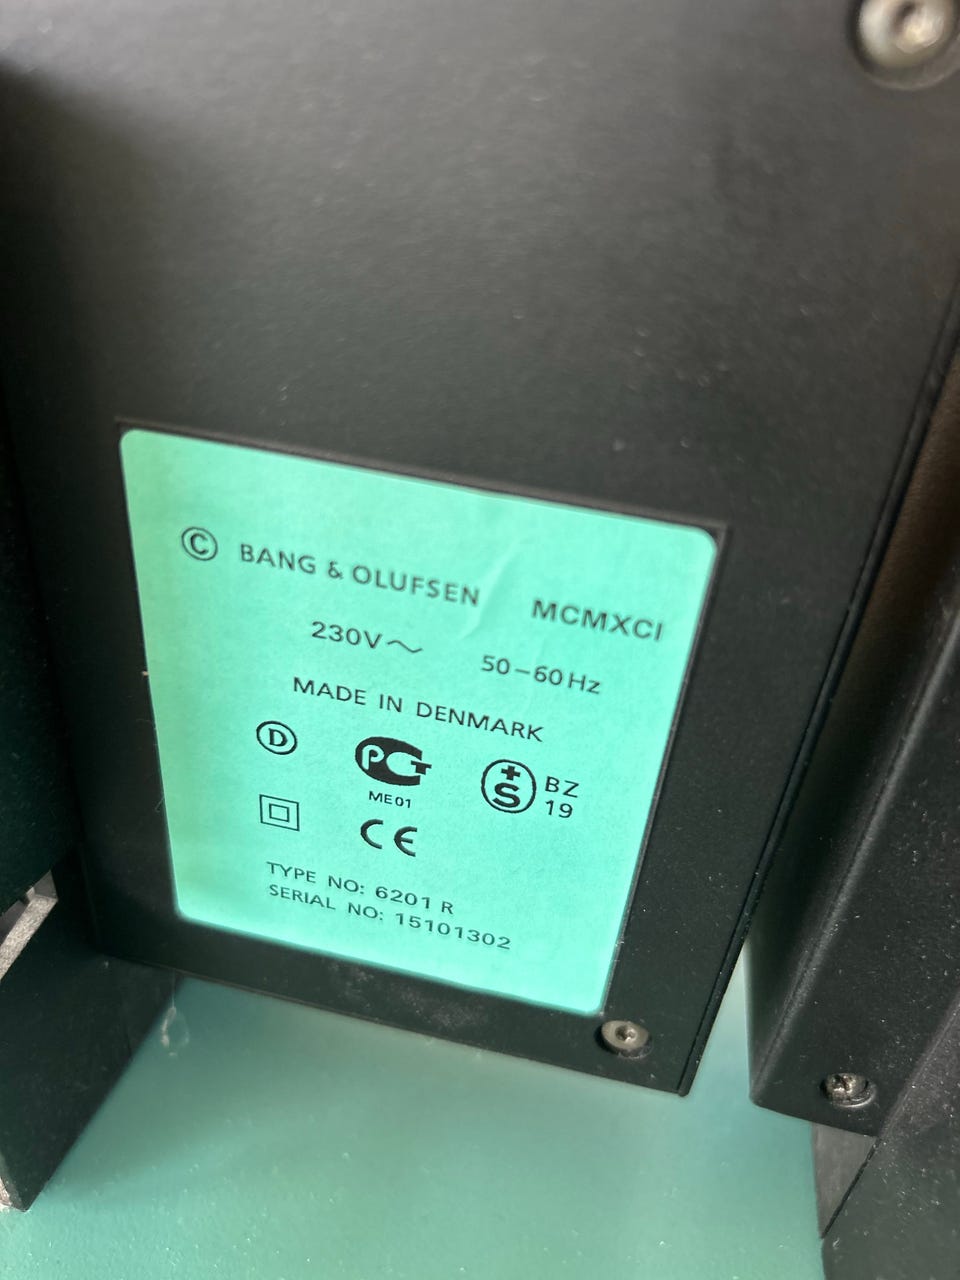 © BANG & OLUFSEN MCMXCI
230V～ 50–60Hz
MADE IN DENMARK
D PCT +S BZ
ME01 19
CE
TYPE NO: 6201 R
SERIAL NO: 15101302